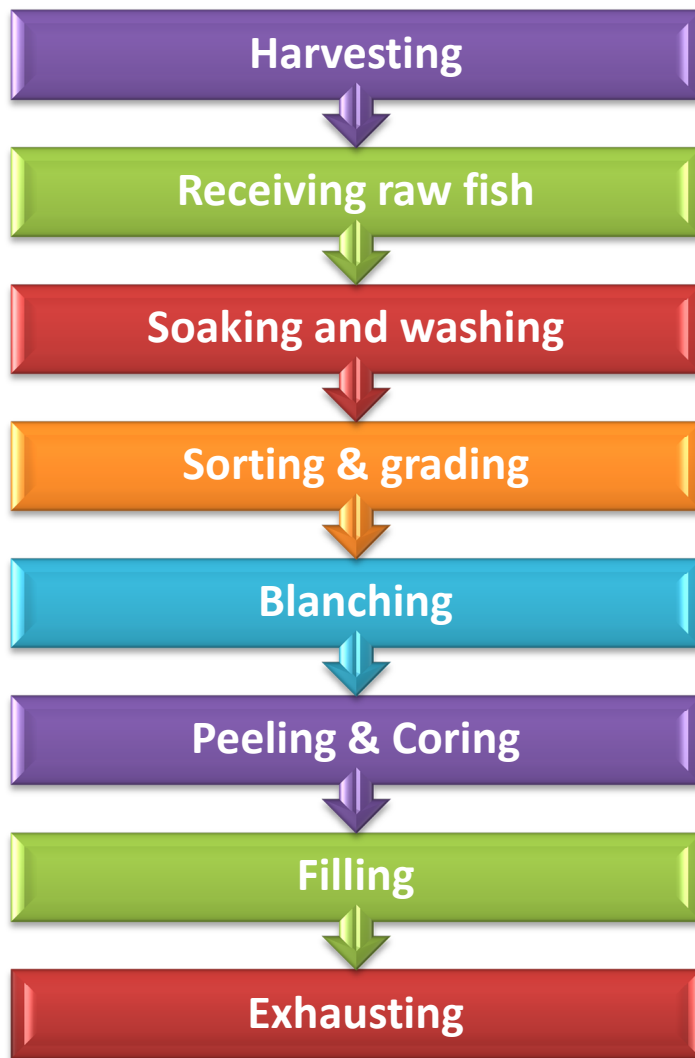 Harvesting
Receiving raw fish
Soaking and washing
Sorting & grading
Blanching
Peeling & Coring
Filling
Exhausting